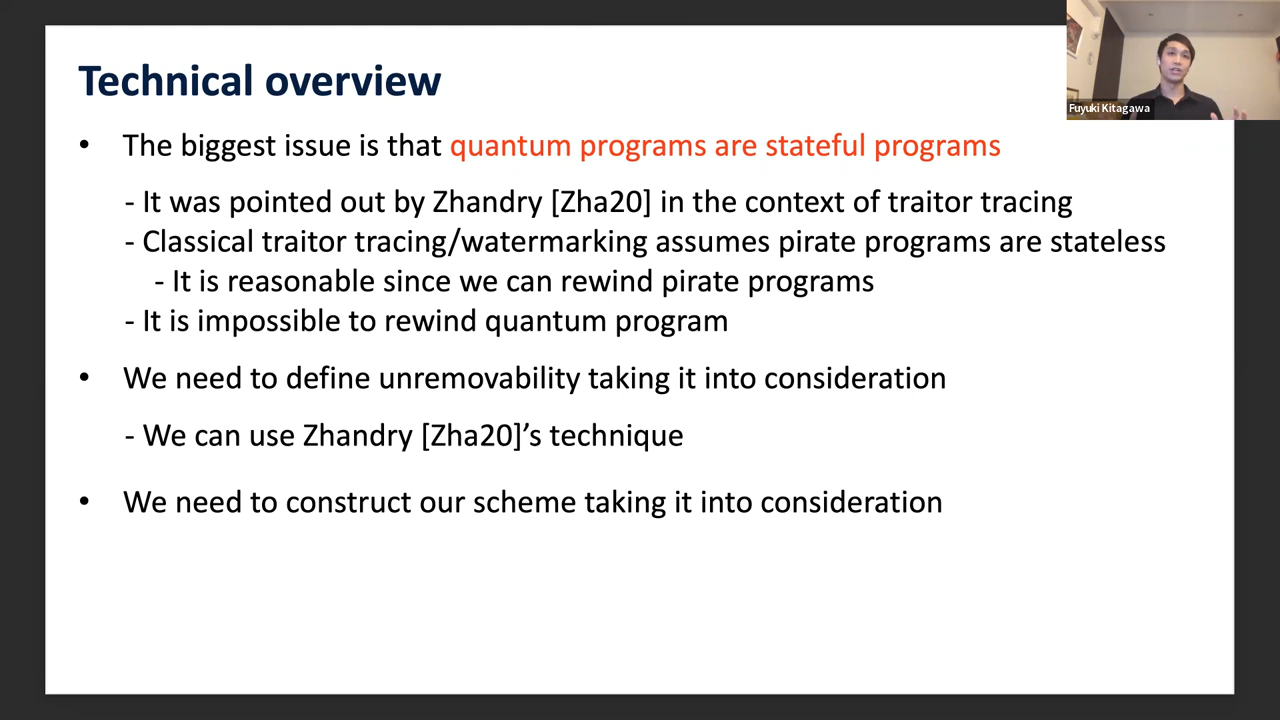 Technical overview
Fuyuki Kitagawa
• The biggest issue is that quantum programs are stateful programs
- It was pointed out by Zhandry [Zha20] in the context of traitor tracing
- Classical traitor tracing/watermarking assumes pirate programs are stateless
- It is reasonable since we can rewind pirate programs
- It is impossible to rewind quantum program
• We need to define unremovability taking it into consideration
- We can use Zhandry [Zha20]’s technique
• We need to construct our scheme taking it into consideration